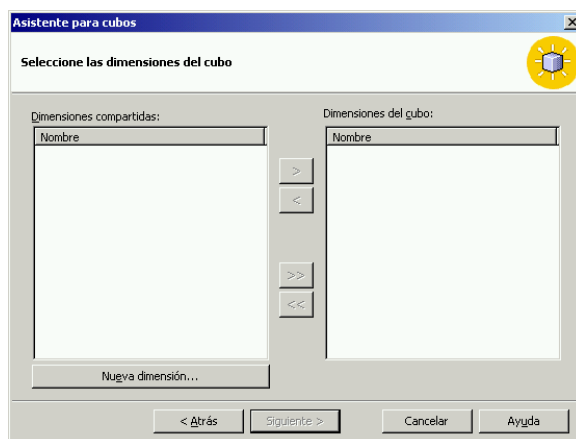 Asistente para cubos
Seleccione las dimensiones del cubo
Dimensiones compartidas:
Nombre
Dimensiones del cubo:
Nombre
>
<
>>
<<
Nueva dimensión...
< Atrás
Siguiente >
Cancelar
Ayuda